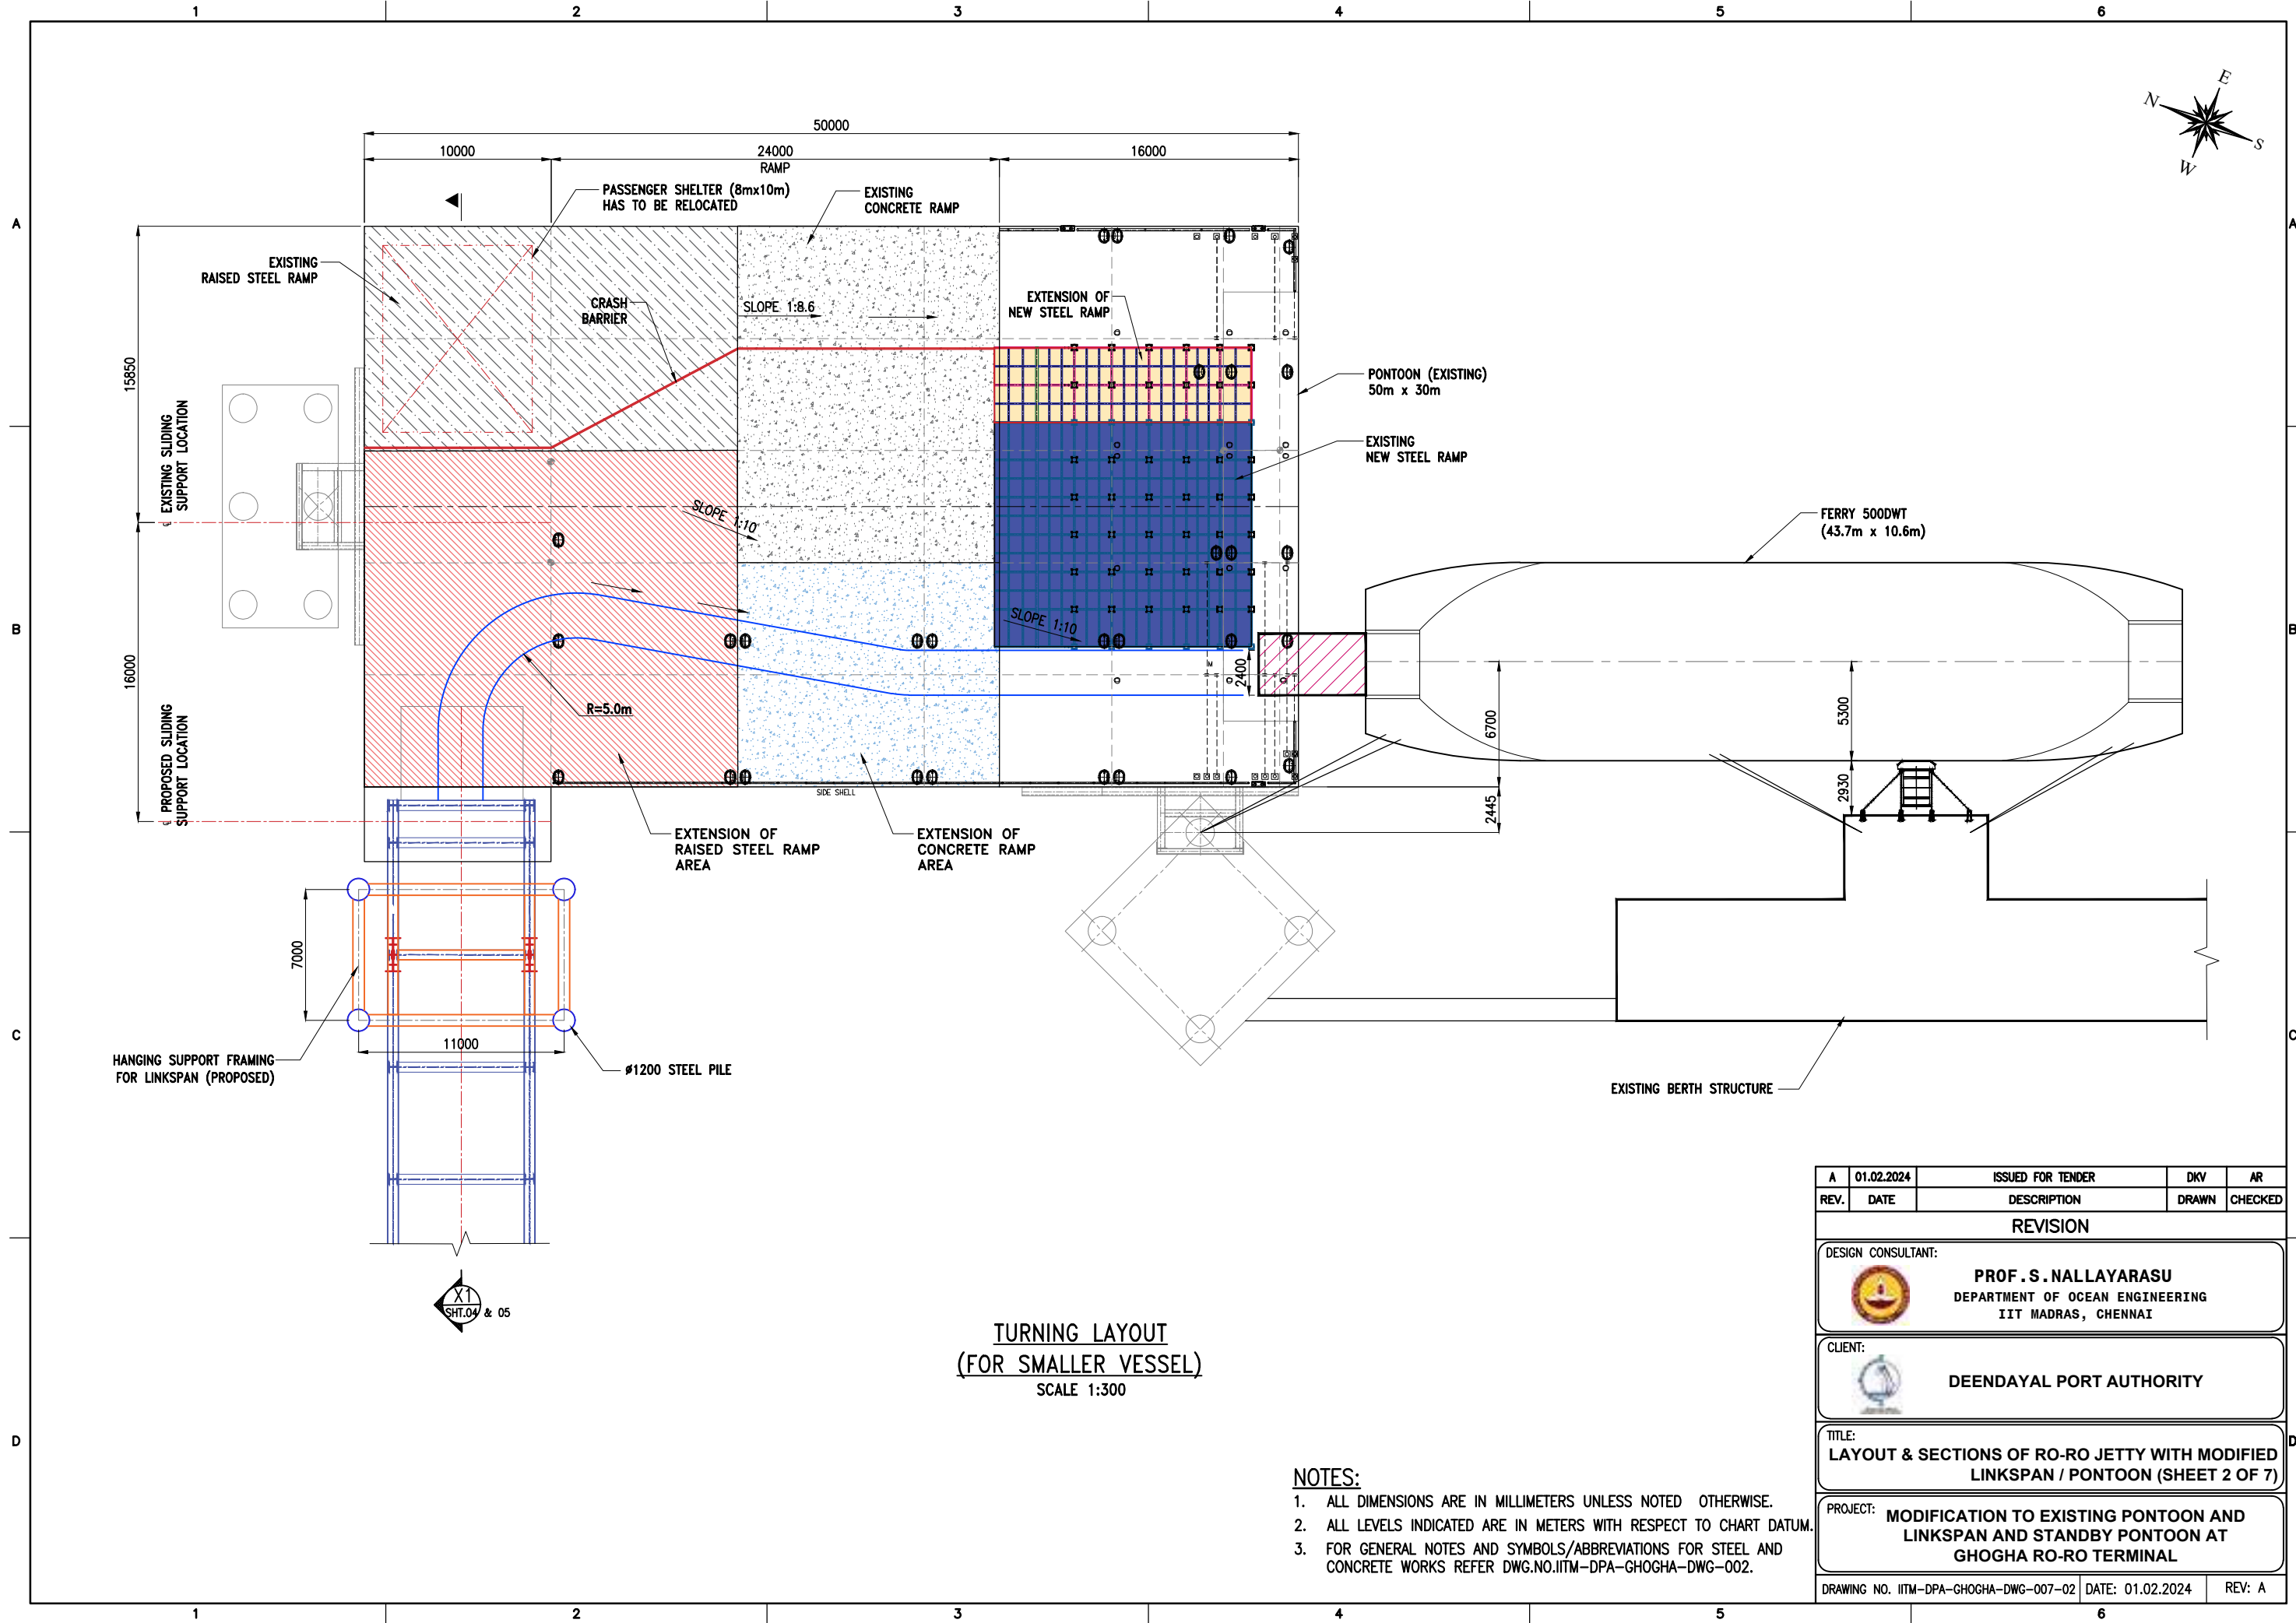 1 2 3 4 5 6
A
B
C
D
A
B
C
D
E
N
S
W
50000
10000
24000
RAMP
16000
PASSENGER SHELTER (8mx10m)
HAS TO BE RELOCATED
EXISTING
CONCRETE RAMP
EXISTING
RAISED STEEL RAMP
CRASH
BARRIER
SLOPE 1:8.6
EXTENSION OF
NEW STEEL RAMP
15850
PONTOON (EXISTING)
50m x 30m
EXISTING SLIDING
SUPPORT LOCATION
EXISTING
NEW STEEL RAMP
SLOPE 1:10
FERRY 500DWT
(43.7m x 10.6m)
SLOPE 1:10
16000
2400
R=5.0m
6700
5300
PROPOSED SLIDING
SUPPORT LOCATION
SIDE SHELL
2445
2930
EXTENSION OF
RAISED STEEL RAMP
AREA
EXTENSION OF
CONCRETE RAMP
AREA
7000
11000
HANGING SUPPORT FRAMING
FOR LINKSPAN (PROPOSED)
ø1200 STEEL PILE
EXISTING BERTH STRUCTURE
X1
SHT.04 & 05
TURNING LAYOUT
(FOR SMALLER VESSEL)
SCALE 1:300
NOTES:
1. ALL DIMENSIONS ARE IN MILLIMETERS UNLESS NOTED OTHERWISE.
2. ALL LEVELS INDICATED ARE IN METERS WITH RESPECT TO CHART DATUM.
3. FOR GENERAL NOTES AND SYMBOLS/ABBREVIATIONS FOR STEEL AND
CONCRETE WORKS REFER DWG.NO.IITM-DPA-GHOGHA-DWG-002.
A 01.02.2024 ISSUED FOR TENDER DKV AR
REV. DATE DESCRIPTION DRAWN CHECKED
REVISION
DESIGN CONSULTANT:
PROF.S.NALLAYARASU
DEPARTMENT OF OCEAN ENGINEERING
IIT MADRAS, CHENNAI
CLIENT:
DEENDAYAL PORT AUTHORITY
TITLE:
LAYOUT & SECTIONS OF RO-RO JETTY WITH MODIFIED
LINKSPAN / PONTOON (SHEET 2 OF 7)
PROJECT: MODIFICATION TO EXISTING PONTOON AND
LINKSPAN AND STANDBY PONTOON AT
GHOGHA RO-RO TERMINAL
DRAWING NO. IITM-DPA-GHOGHA-DWG-007-02 DATE: 01.02.2024 REV: A
1 2 3 4 5 6